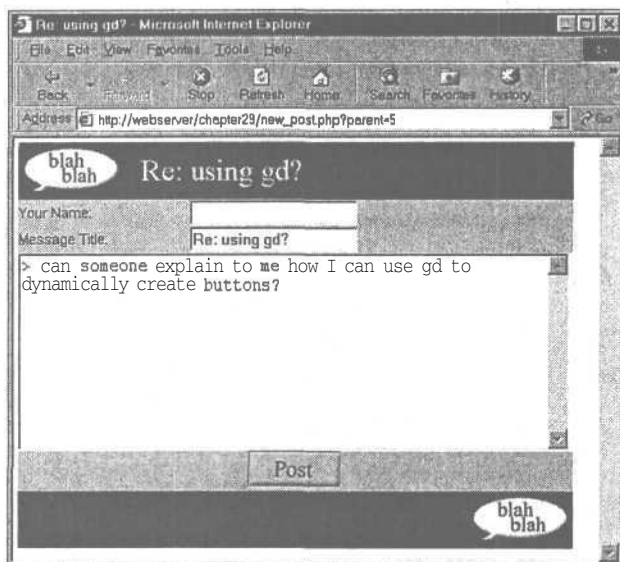 Re: using gd? - Microsoft Internet Explorer
File Edit View Favorites Tools Help
Back Forward Stop Refresh Home Search Favorites History
Address http://webserver/chapter29/new_post.php?parent=5 Go
blah
blah
Re: using gd?
Your Name:
Message Title: Re: using gd?
> can someone explain to me how I can use gd to
dynamically create buttons?
Post
blah
blah